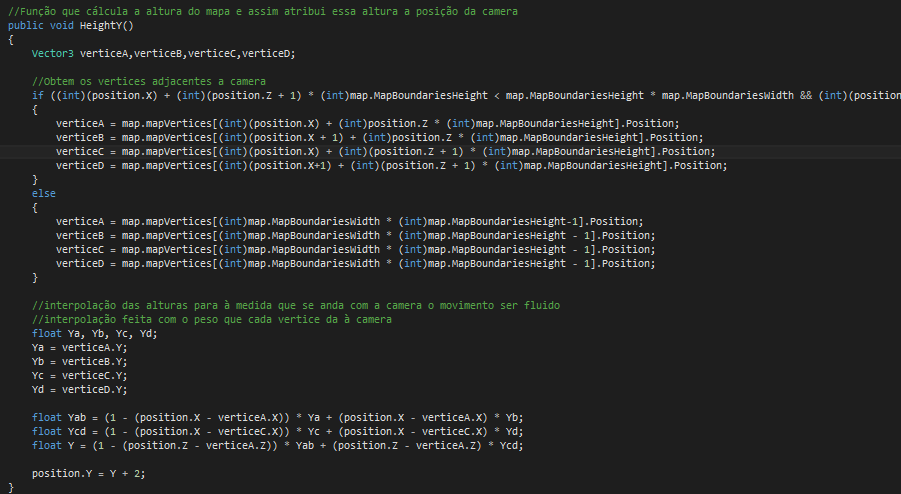 //Função que cálcula a altura do mapa e assim atribui essa altura a posição da camera
public void HeightY()
{
Vector3 verticeA,verticeB,verticeC,verticeD;
//Obtem os vertices adjacentes a camera
if ((int)(position.X) + (int)(position.Z + 1) * (int)map.MapBoundariesHeight < map.MapBoundariesHeight * map.MapBoundariesWidth && (int)(position
{
verticeA = map.mapVertices[(int)(position.X) + (int)position.Z * (int)map.MapBoundariesHeight].Position;
verticeB = map.mapVertices[(int)(position.X + 1) + (int)position.Z * (int)map.MapBoundariesHeight].Position;
verticeC = map.mapVertices[(int)(position.X) + (int)(position.Z + 1) * (int)map.MapBoundariesHeight].Position;
verticeD = map.mapVertices[(int)(position.X+1) + (int)(position.Z + 1) * (int)map.MapBoundariesHeight].Position;
}
else
{
verticeA = map.mapVertices[(int)map.MapBoundariesWidth * (int)map.MapBoundariesHeight-1].Position;
verticeB = map.mapVertices[(int)map.MapBoundariesWidth * (int)map.MapBoundariesHeight - 1].Position;
verticeC = map.mapVertices[(int)map.MapBoundariesWidth * (int)map.MapBoundariesHeight - 1].Position;
verticeD = map.mapVertices[(int)map.MapBoundariesWidth * (int)map.MapBoundariesHeight - 1].Position;
}
//interpolação das alturas para à medida que se anda com a camera o movimento ser fluido
//interpolação feita com o peso que cada vertice da à camera
float Ya, Yb, Yc, Yd;
Ya = verticeA.Y;
Yb = verticeB.Y;
Yc = verticeC.Y;
Yd = verticeD.Y;
float Yab = (1 - (position.X - verticeA.X)) * Ya + (position.X - verticeA.X) * Yb;
float Ycd = (1 - (position.X - verticeC.X)) * Yc + (position.X - verticeC.X) * Yd;
float Y = (1 - (position.Z - verticeA.Z)) * Yab + (position.Z - verticeA.Z) * Ycd;
position.Y = Y + 2;
}